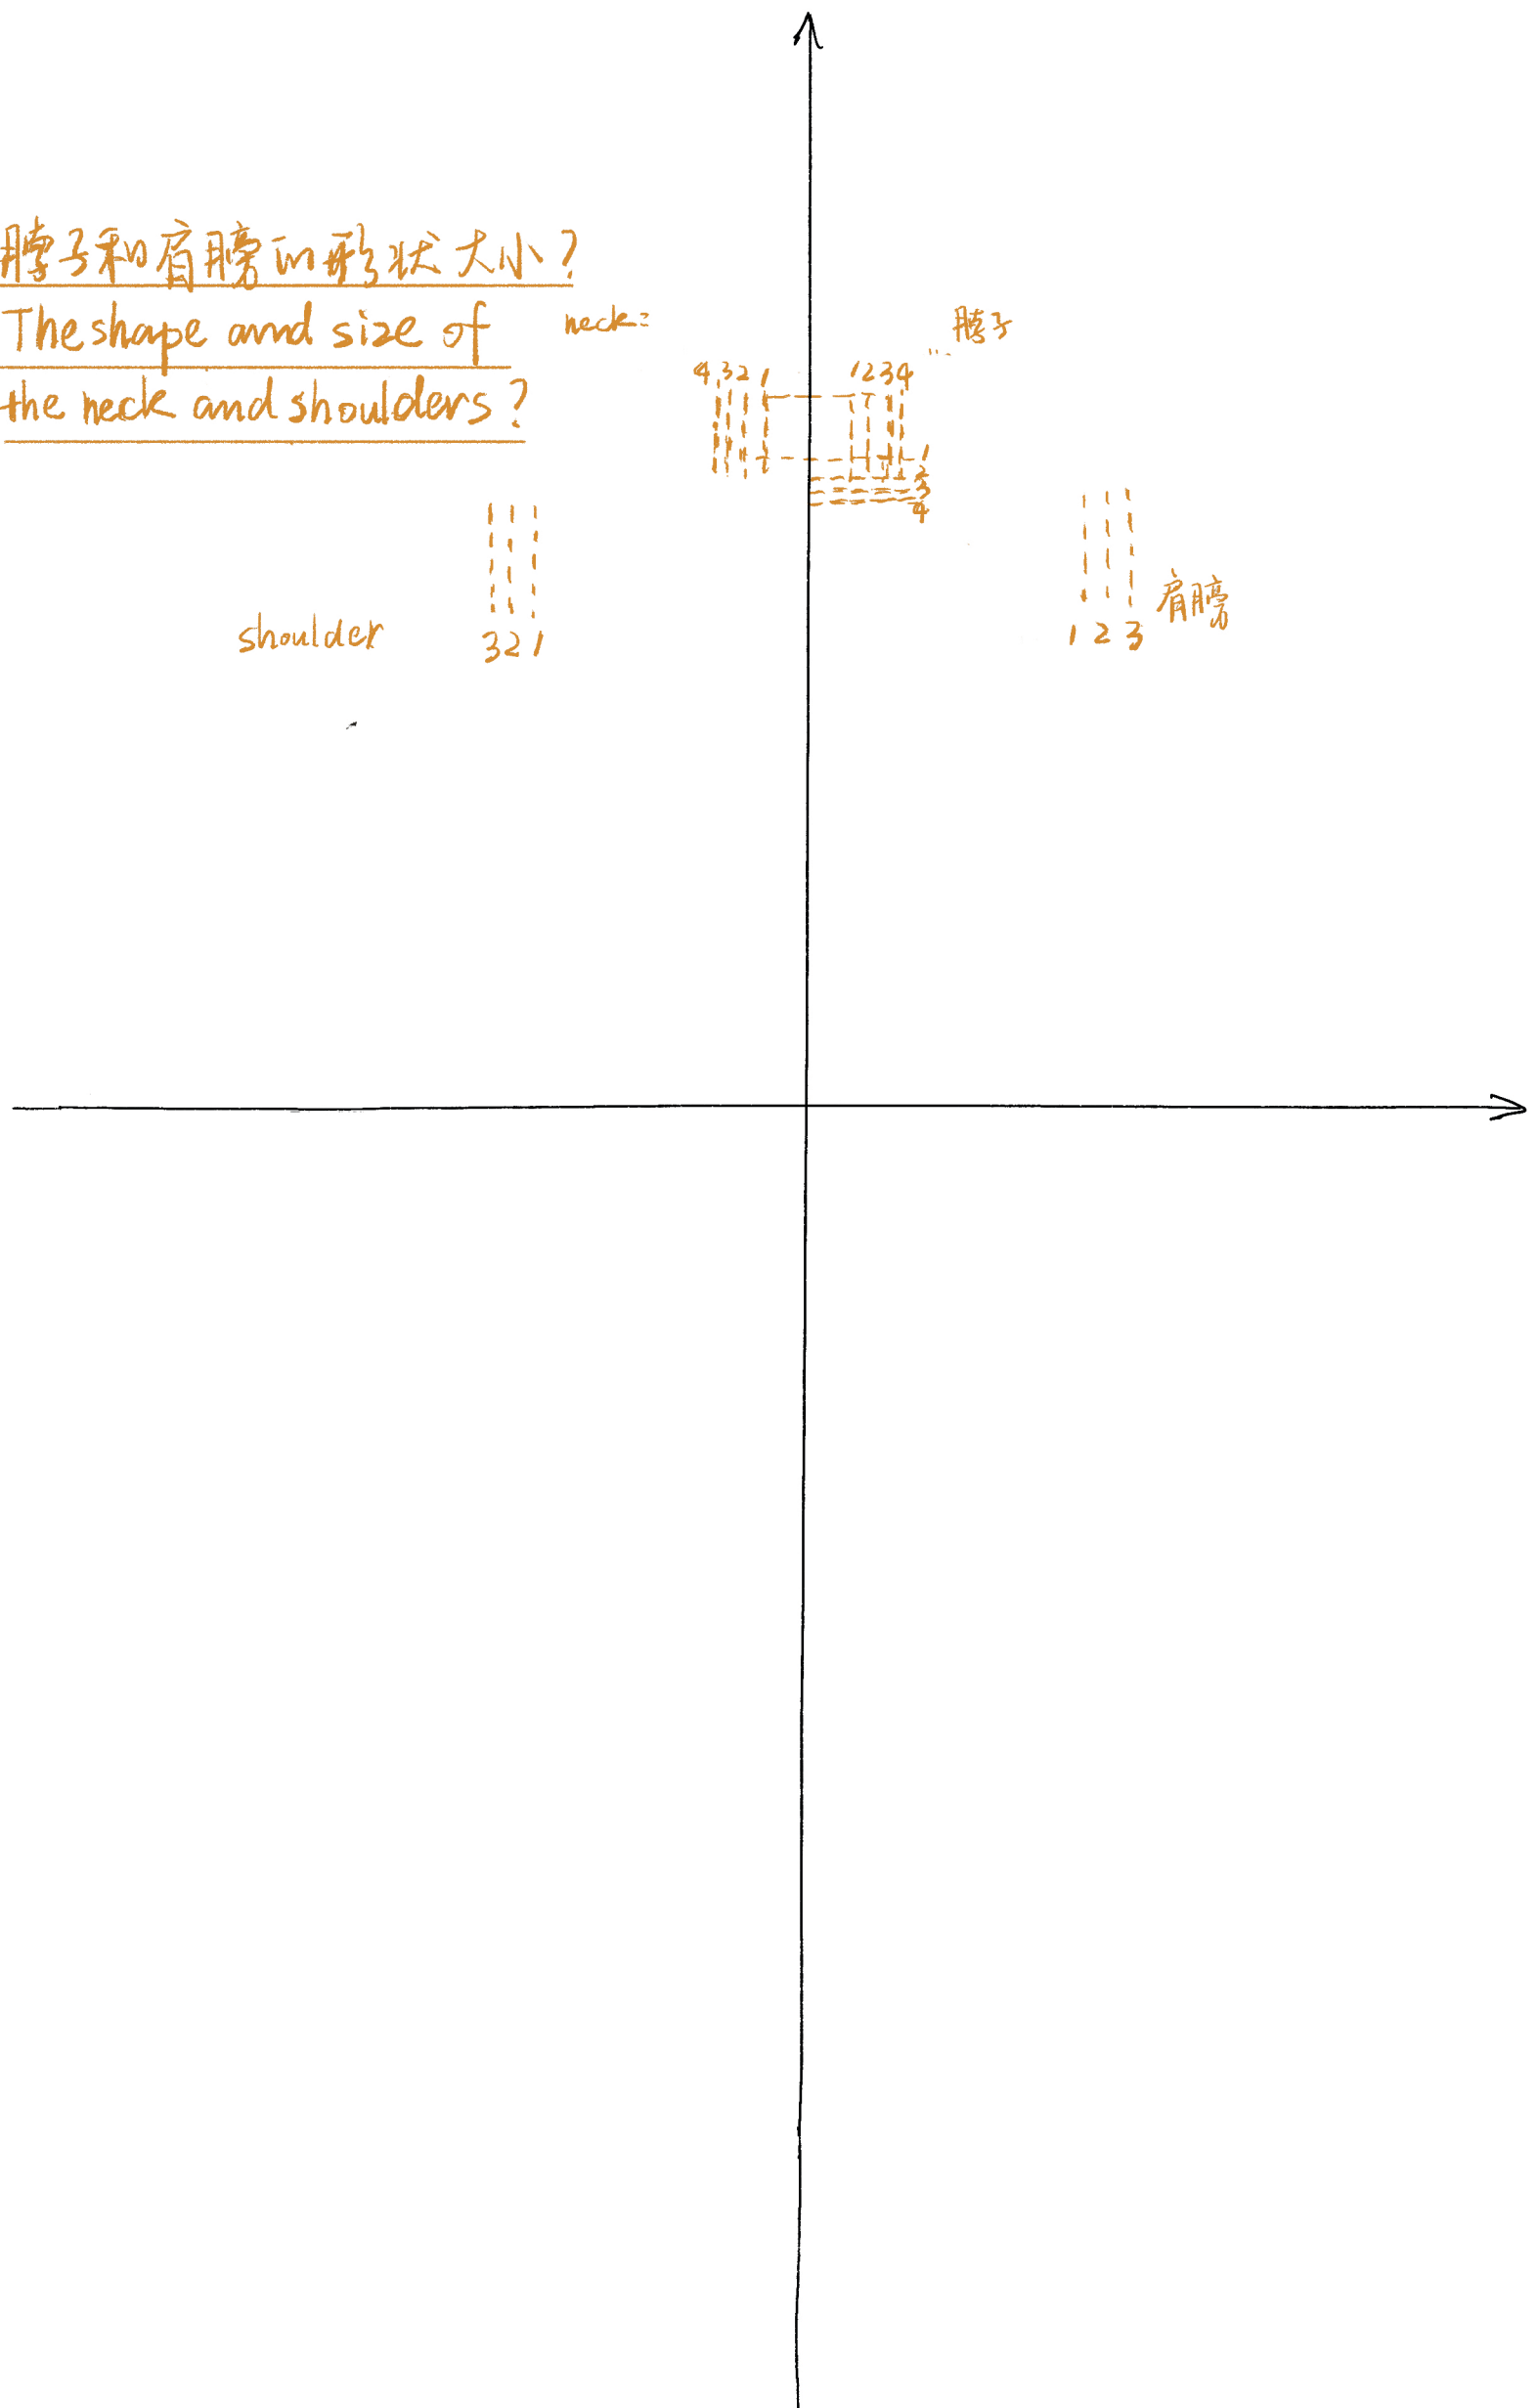 脖子和肩膀的形状大小?
The shape and size of
the neck and shoulders?
neck:
脖子
4 3 2 1
1 2 3 4
1
2
3
4
shoulder
3 2 1
1 2 3
肩膀